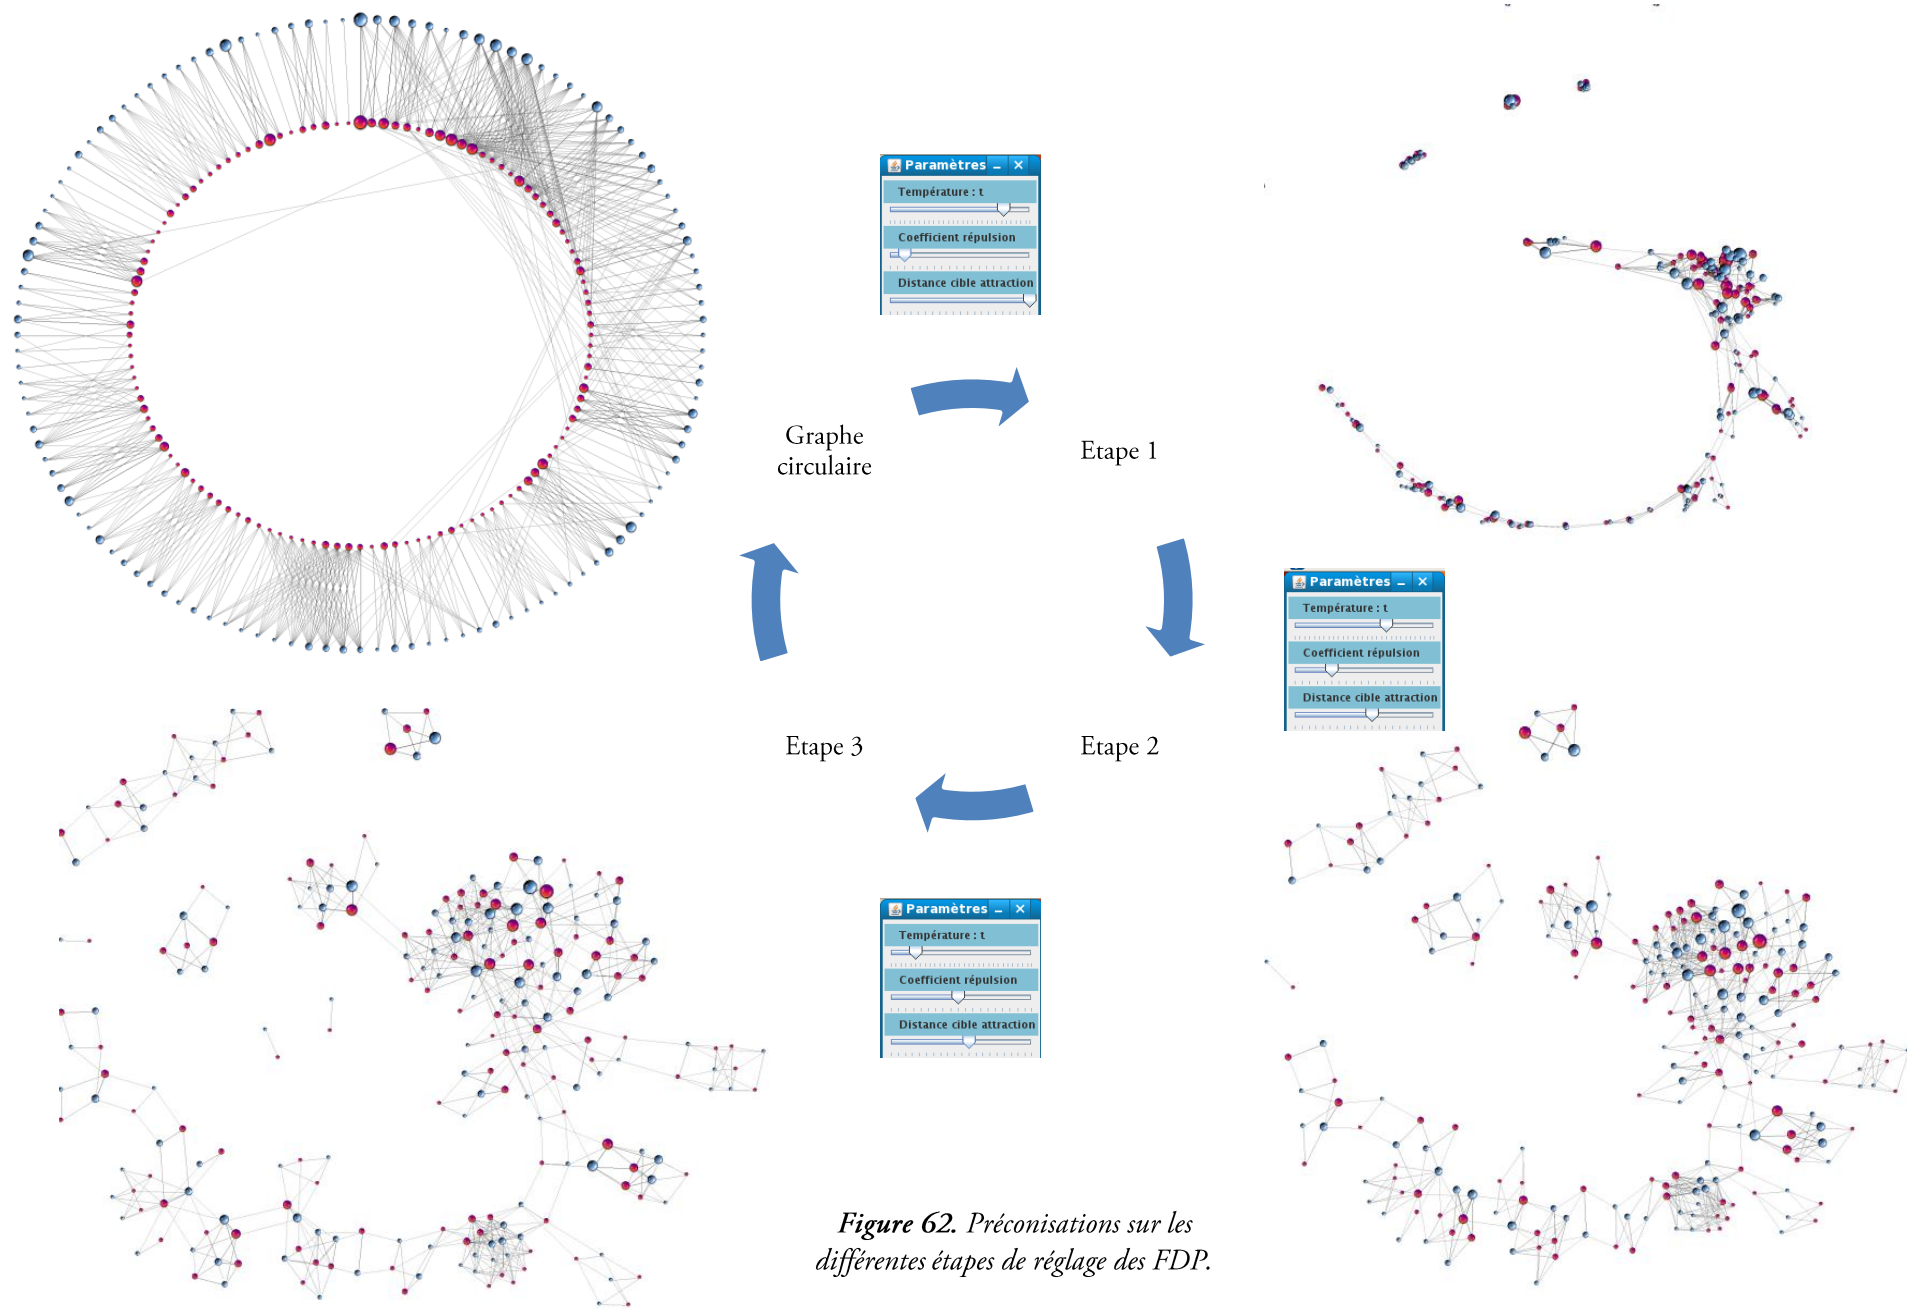 Paramètres
Température : t
Coefficient répulsion
Distance cible attraction
Graphe
circulaire
Etape 1
Paramètres
Température : t
Coefficient répulsion
Distance cible attraction
Etape 3
Etape 2
Paramètres
Température : t
Coefficient répulsion
Distance cible attraction
Figure 62. Préconisations sur les
différentes étapes de réglage des FDP.